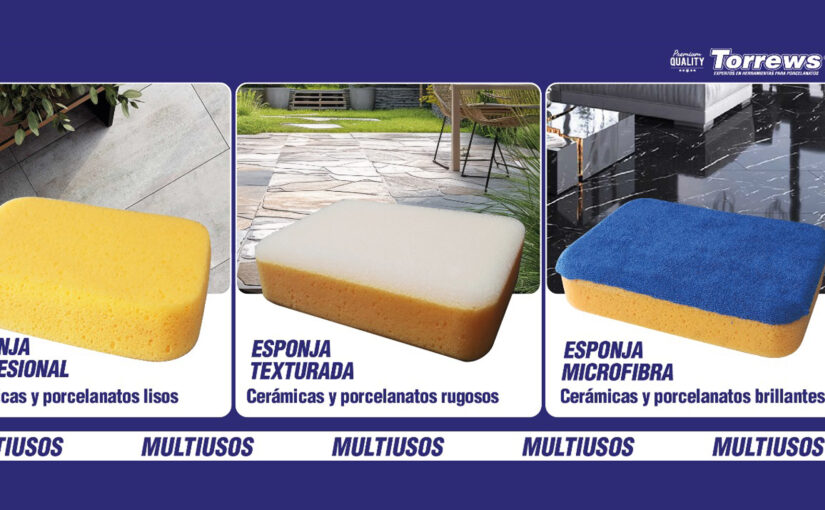 Premium
QUALITY
Torrews
EXPERTOS EN HERRAMIENTAS PARA PORCELANATOS
NJA
ESIONAL
cas y porcelanatos lisos
ESPONJA
TEXTURADA
Cerámicas y porcelanatos rugosos
ESPONJA
MICROFIBRA
Cerámicas y porcelanatos brillantes
TIUSOS MULTIUSOS MULTIUSOS MULTIUSOS MULTIUSOS